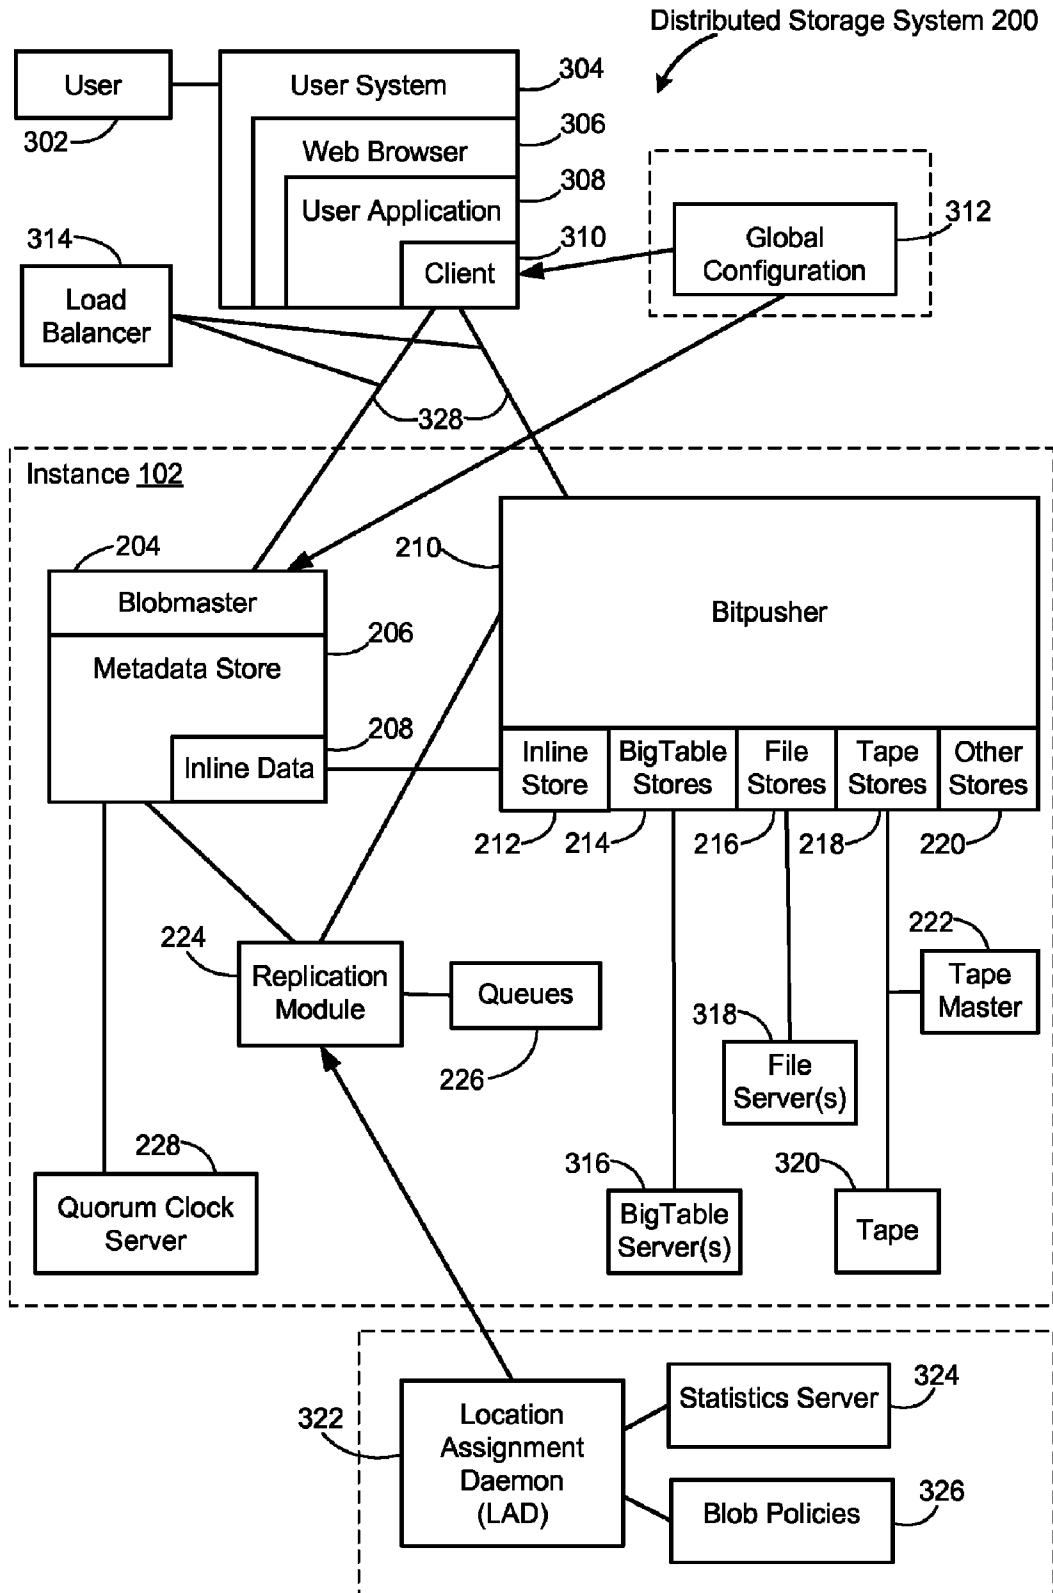 Distributed Storage System 200
User
302
User System
304
Web Browser
306
User Application
308
Client
310
Global
Configuration
312
314
Load
Balancer
328
Instance 102
204
Blobmaster
206
Metadata Store
208
Inline Data
210
Bitpusher
Inline
Store
BigTable
Stores
File
Stores
Tape
Stores
Other
Stores
212
214
216
218
220
224
Replication
Module
Queues
226
222
Tape
Master
318
File
Server(s)
228
Quorum Clock
Server
316
BigTable
Server(s)
320
Tape
322
Location
Assignment
Daemon
(LAD)
Statistics Server
324
Blob Policies
326